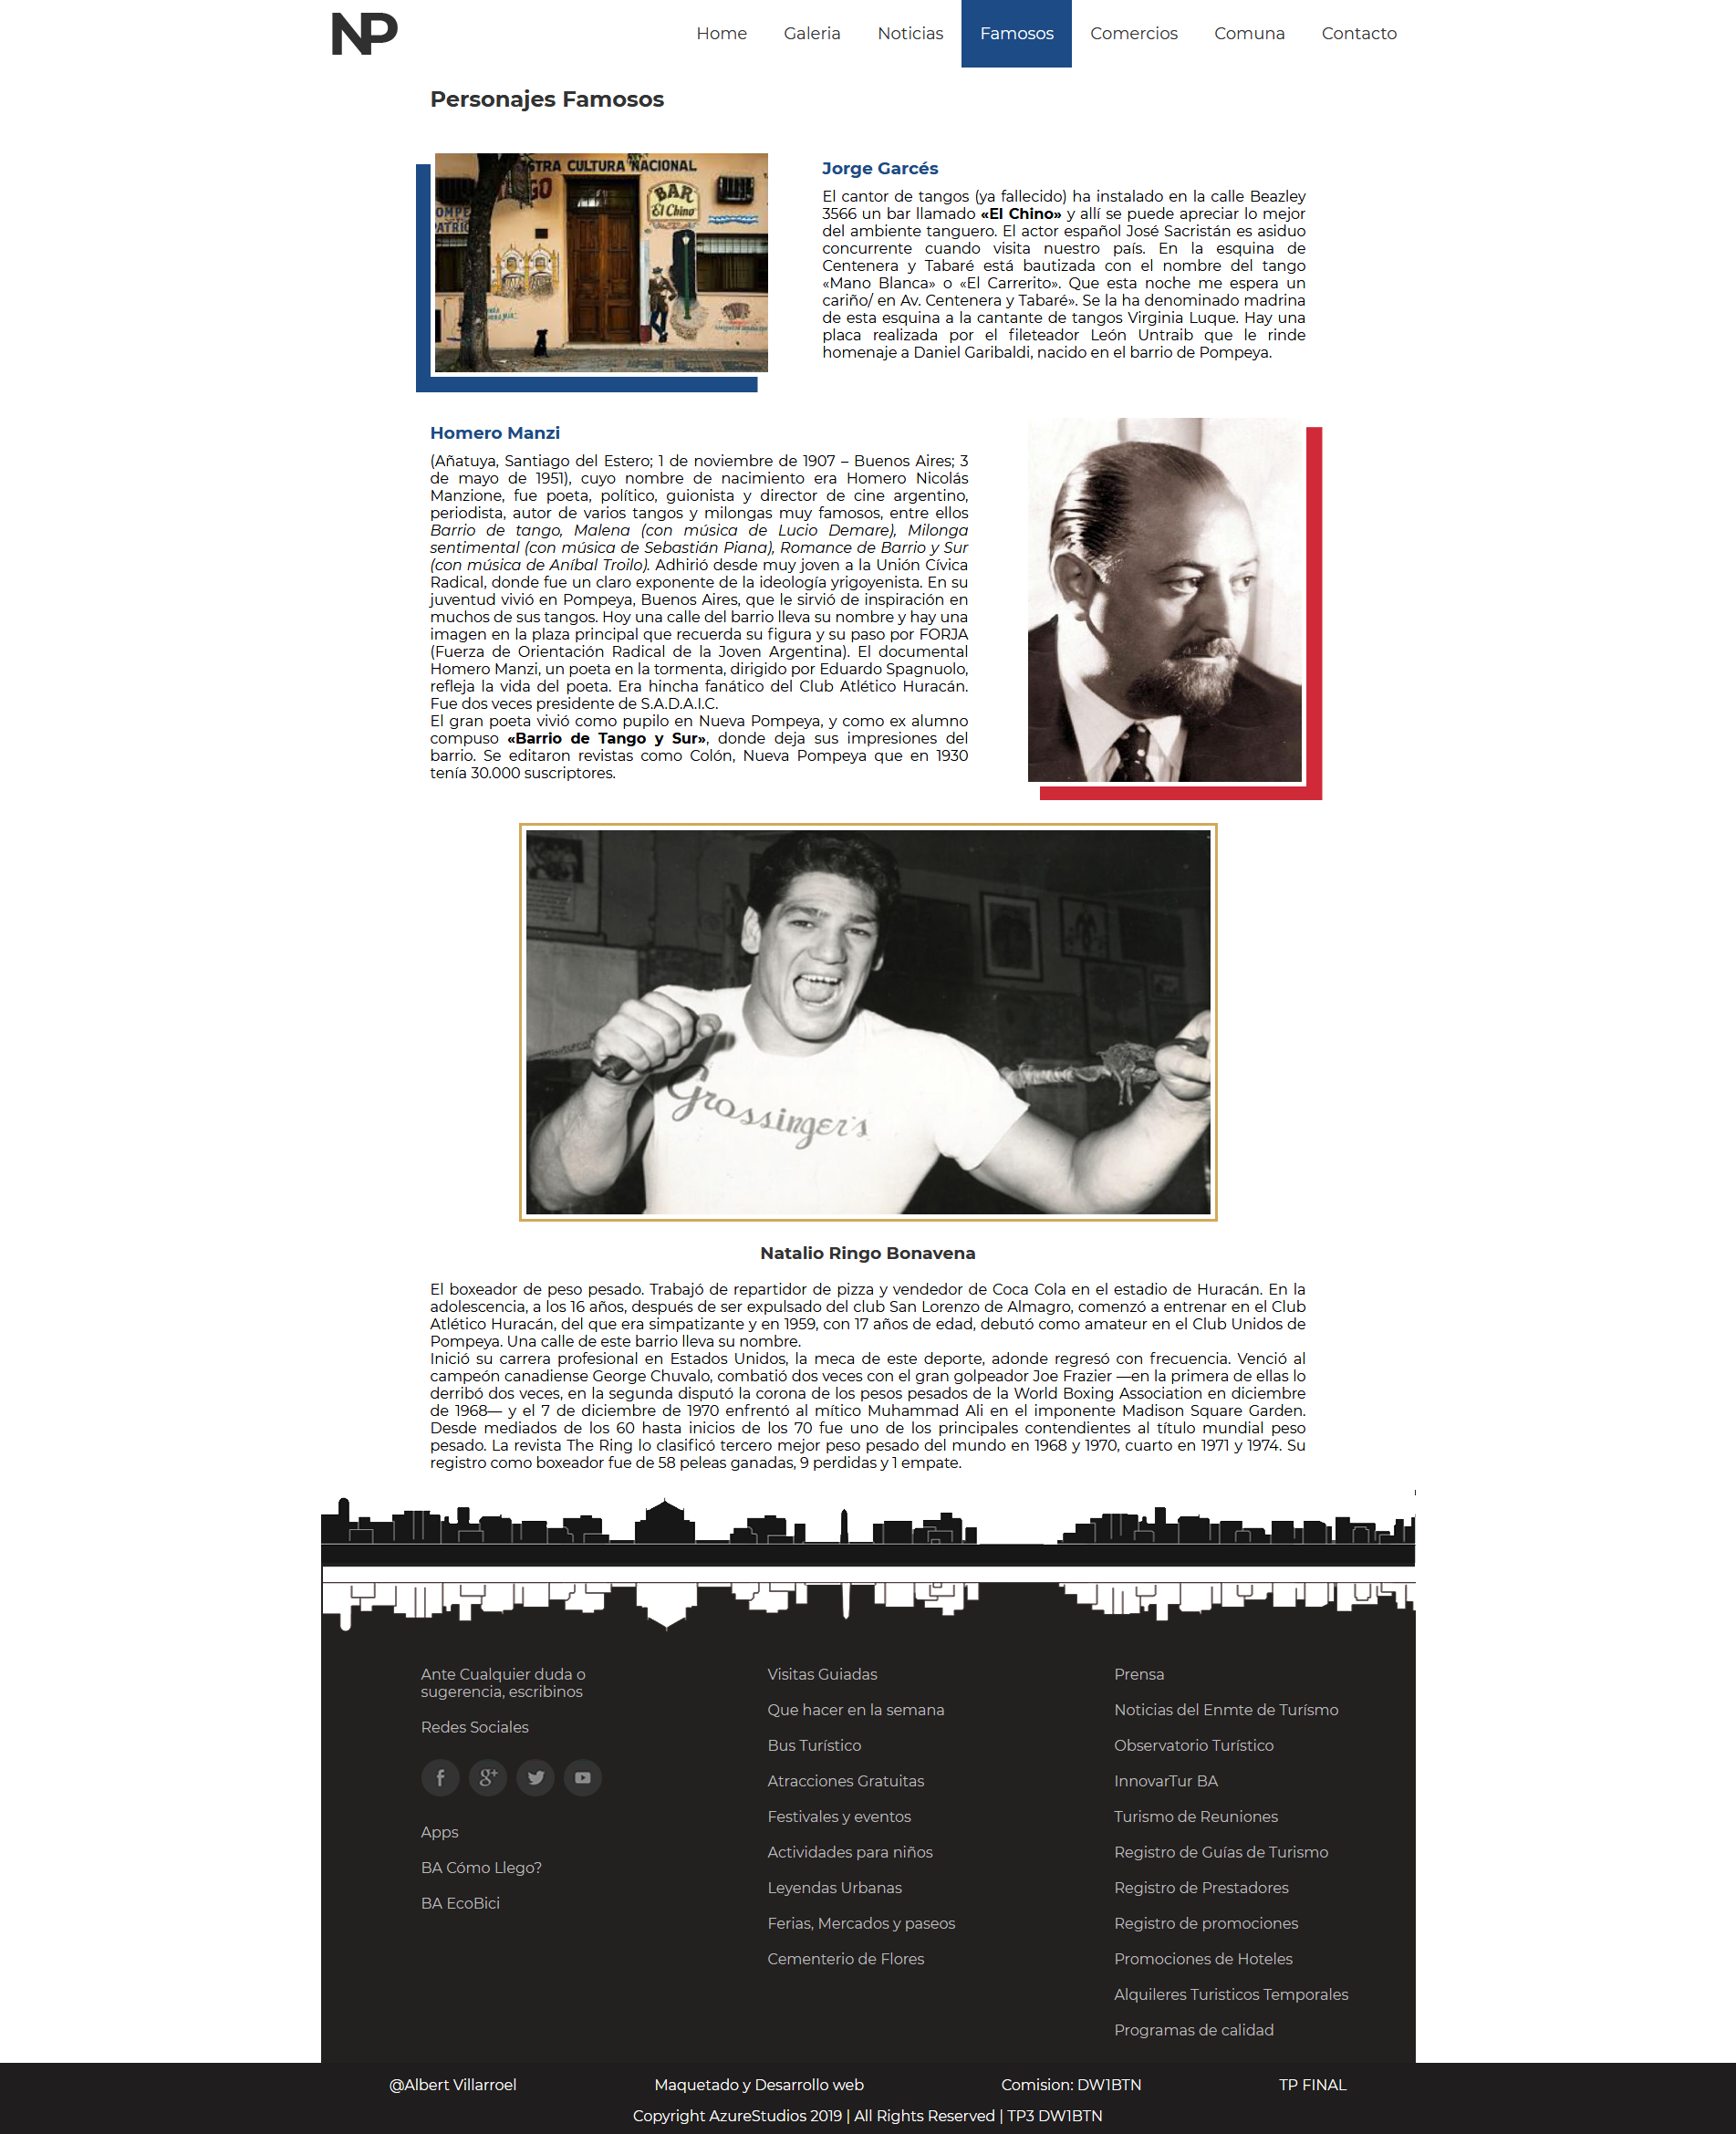 NP
Home Galeria Noticias Famosos Comercios Comuna Contacto
Personajes Famosos
STRA CULTURA NACIONAL
BAR
El Chino
Jorge Garcés
El cantor de tangos (ya fallecido) ha instalado en la calle Beazley
3566 un bar llamado «El Chino» y allí se puede apreciar lo mejor
del ambiente tanguero. El actor español José Sacristán es asiduo
concurrente cuando visita nuestro país. En la esquina de
Centenera y Tabaré está bautizada con el nombre del tango
«Mano Blanca» o «El Carrerito». Que esta noche me espera un
cariño/ en Av. Centenera y Tabaré». Se la ha denominado madrina
de esta esquina a la cantante de tangos Virginia Luque. Hay una
placa realizada por el fileteador León Untraib que le rinde
homenaje a Daniel Garibaldi, nacido en el barrio de Pompeya.
Homero Manzi
(Añatuya, Santiago del Estero; 1 de noviembre de 1907 – Buenos Aires; 3
de mayo de 1951), cuyo nombre de nacimiento era Homero Nicolás
Manzione, fue poeta, político, guionista y director de cine argentino,
periodista, autor de varios tangos y milongas muy famosos, entre ellos
Barrio de tango, Malena (con música de Lucio Demare), Milonga
sentimental (con música de Sebastián Piana), Romance de Barrio y Sur
(con música de Aníbal Troilo). Adhirió desde muy joven a la Unión Cívica
Radical, donde fue un claro exponente de la ideología yrigoyenista. En su
juventud vivió en Pompeya, Buenos Aires, que le sirvió de inspiración en
muchos de sus tangos. Hoy una calle del barrio lleva su nombre y hay una
imagen en la plaza principal que recuerda su figura y su paso por FORJA
(Fuerza de Orientación Radical de la Joven Argentina). El documental
Homero Manzi, un poeta en la tormenta, dirigido por Eduardo Spagnuolo,
refleja la vida del poeta. Era hincha fanático del Club Atlético Huracán.
Fue dos veces presidente de S.A.D.A.I.C.
El gran poeta vivió como pupilo en Nueva Pompeya, y como ex alumno
compuso «Barrio de Tango y Sur», donde deja sus impresiones del
barrio. Se editaron revistas como Colón, Nueva Pompeya que en 1930
tenía 30.000 suscriptores.
Grossinger's
Natalio Ringo Bonavena
El boxeador de peso pesado. Trabajó de repartidor de pizza y vendedor de Coca Cola en el estadio de Huracán. En la
adolescencia, a los 16 años, después de ser expulsado del club San Lorenzo de Almagro, comenzó a entrenar en el Club
Atlético Huracán, del que era simpatizante y en 1959, con 17 años de edad, debutó como amateur en el Club Unidos de
Pompeya. Una calle de este barrio lleva su nombre.
Inició su carrera profesional en Estados Unidos, la meca de este deporte, adonde regresó con frecuencia. Venció al
campeón canadiense George Chuvalo, combatió dos veces con el gran golpeador Joe Frazier —en la primera de ellas lo
derribó dos veces, en la segunda disputó la corona de los pesos pesados de la World Boxing Association en diciembre
de 1968— y el 7 de diciembre de 1970 enfrentó al mítico Muhammad Ali en el imponente Madison Square Garden.
Desde mediados de los 60 hasta inicios de los 70 fue uno de los principales contendientes al título mundial peso
pesado. La revista The Ring lo clasificó tercero mejor peso pesado del mundo en 1968 y 1970, cuarto en 1971 y 1974. Su
registro como boxeador fue de 58 peleas ganadas, 9 perdidas y 1 empate.
Ante Cualquier duda o
sugerencia, escribinos
Redes Sociales
Apps
BA Cómo Llego?
BA EcoBici
Visitas Guiadas
Que hacer en la semana
Bus Turístico
Atracciones Gratuitas
Festivales y eventos
Actividades para niños
Leyendas Urbanas
Ferias, Mercados y paseos
Cementerio de Flores
Prensa
Noticias del Enmte de Turísmo
Observatorio Turístico
InnovarTur BA
Turismo de Reuniones
Registro de Guías de Turismo
Registro de Prestadores
Registro de promociones
Promociones de Hoteles
Alquileres Turisticos Temporales
Programas de calidad
@Albert Villarroel Maquetado y Desarrollo web Comision: DW1BTN TP FINAL
Copyright AzureStudios 2019 | All Rights Reserved | TP3 DW1BTN